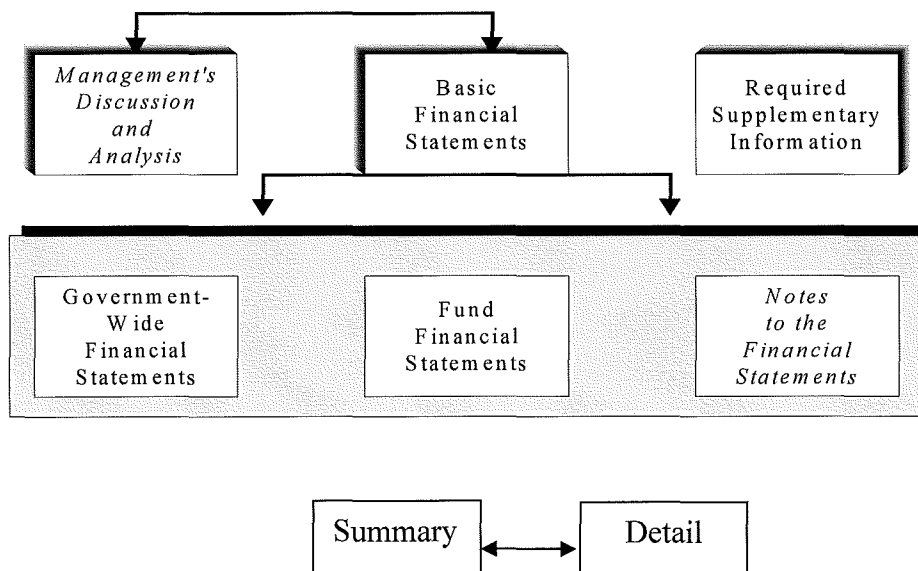 Management's
Discussion
and
Analysis
Basic
Financial
Statements
Required
Supplementary
Information
Government-
Wide
Financial
Statements
Fund
Financial
Statements
Notes
to the
Financial
Statements
Summary
Detail